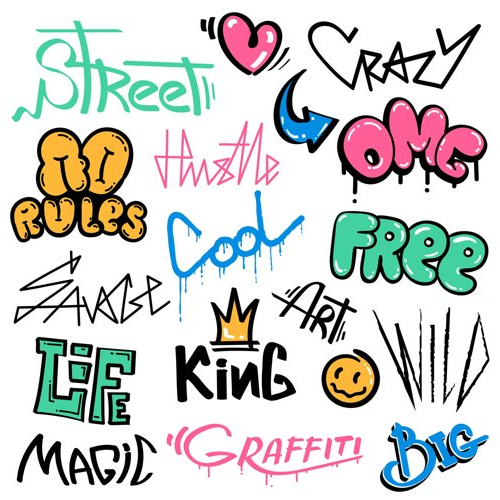 STREET
CRAZY
OMG
NO
RULES
Hustle
Cool
FRee
SAVAGE
ART
WILD
LiFE
KinG
MAGiC
"GRAFFITI
BIG